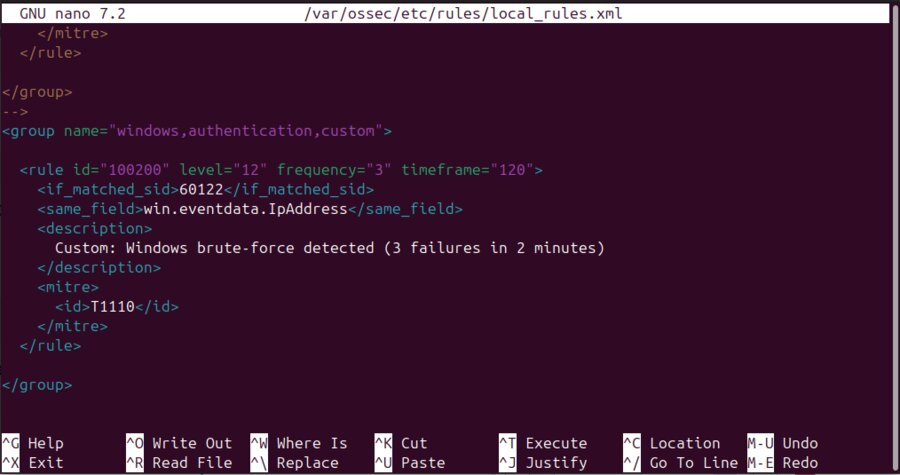 GNU nano 7.2 /var/ossec/etc/rules/local_rules.xml
</mitre>
</rule>
</group>
-->
<group name="windows,authentication,custom">
<rule id="100200" level="12" frequency="3" timeframe="120">
<if_matched_sid>60122</if_matched_sid>
<same_field>win.eventdata.IpAddress</same_field>
<description>
Custom: Windows brute-force detected (3 failures in 2 minutes)
</description>
<mitre>
<id>T1110</id>
</mitre>
</rule>
</group>
^G Help ^O Write Out ^W Where Is ^K Cut ^T Execute ^C Location M-U Undo
^X Exit ^R Read File ^\ Replace ^U Paste ^J Justify ^/ Go To Line M-E Redo